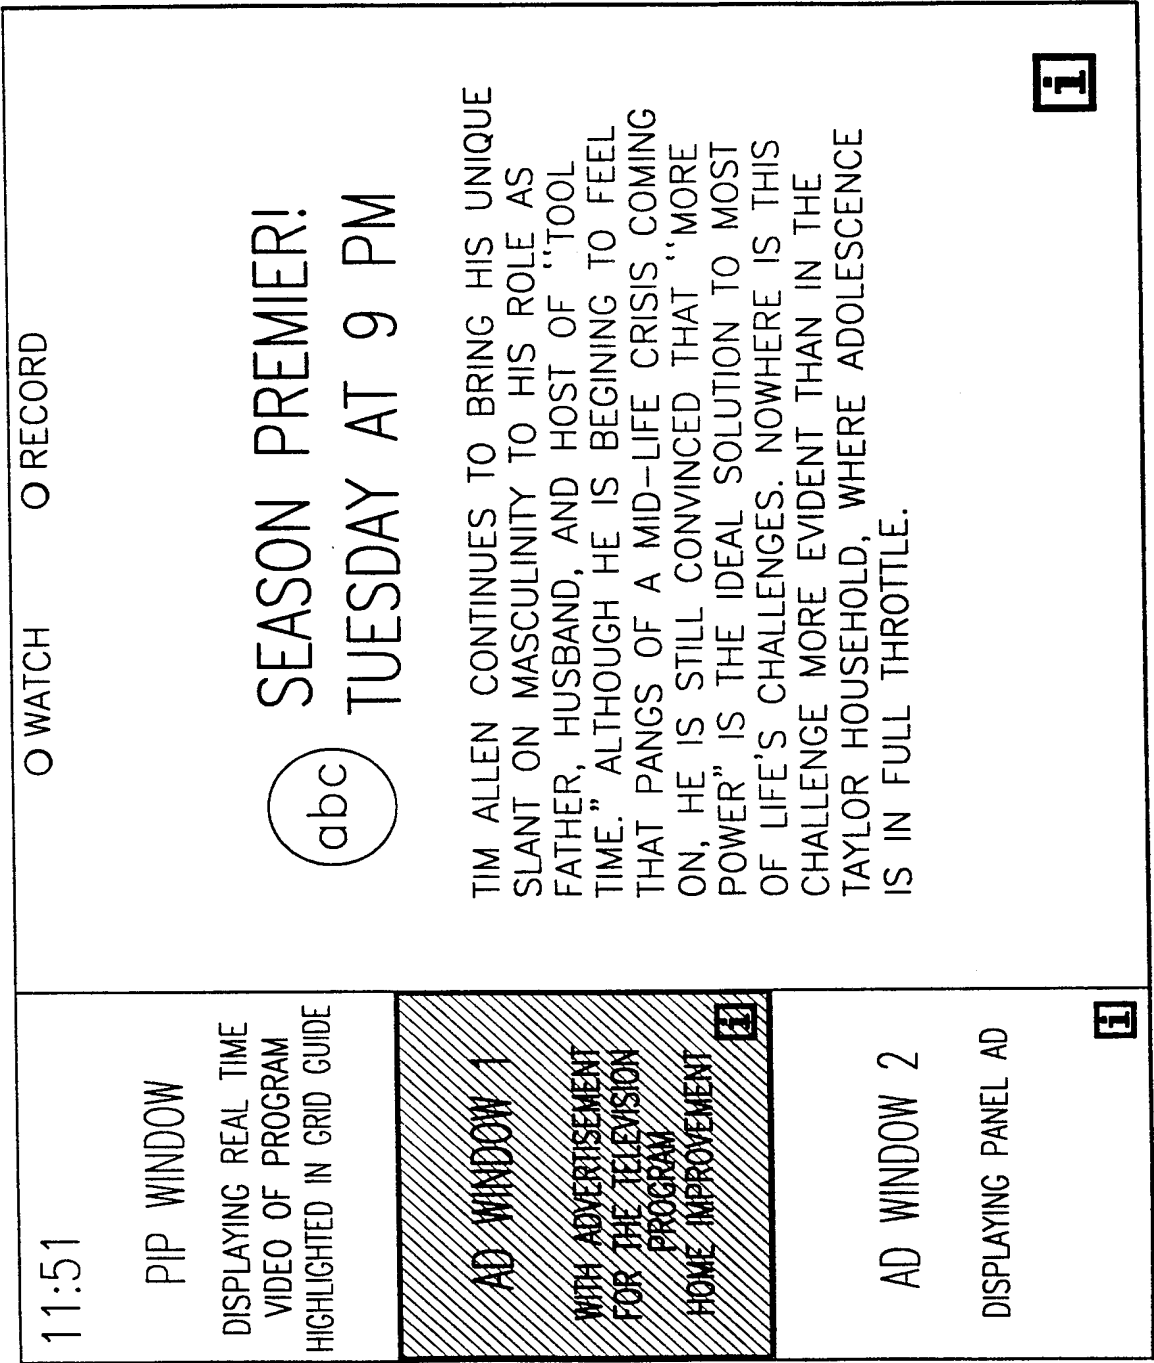 11:51
PIP WINDOW
DISPLAYING REAL TIME
VIDEO OF PROGRAM
HIGHLIGHTED IN GRID GUIDE
AD WINDOW 1
WITH ADVERTISEMENT
FOR THE TELEVISION
PROGRAM
HOME IMPROVEMENT
i
AD WINDOW 2
DISPLAYING PANEL AD
i
O WATCH O RECORD
abc
SEASON PREMIER!
TUESDAY AT 9 PM
TIM ALLEN CONTINUES TO BRING HIS UNIQUE
SLANT ON MASCULINITY TO HIS ROLE AS
FATHER, HUSBAND, AND HOST OF "TOOL
TIME." ALTHOUGH HE IS BEGINING TO FEEL
THAT PANGS OF A MID-LIFE CRISIS COMING
ON, HE IS STILL CONVINCED THAT "MORE
POWER" IS THE IDEAL SOLUTION TO MOST
OF LIFE'S CHALLENGES. NOWHERE IS THIS
CHALLENGE MORE EVIDENT THAN IN THE
TAYLOR HOUSEHOLD, WHERE ADOLESCENCE
IS IN FULL THROTTLE.
i